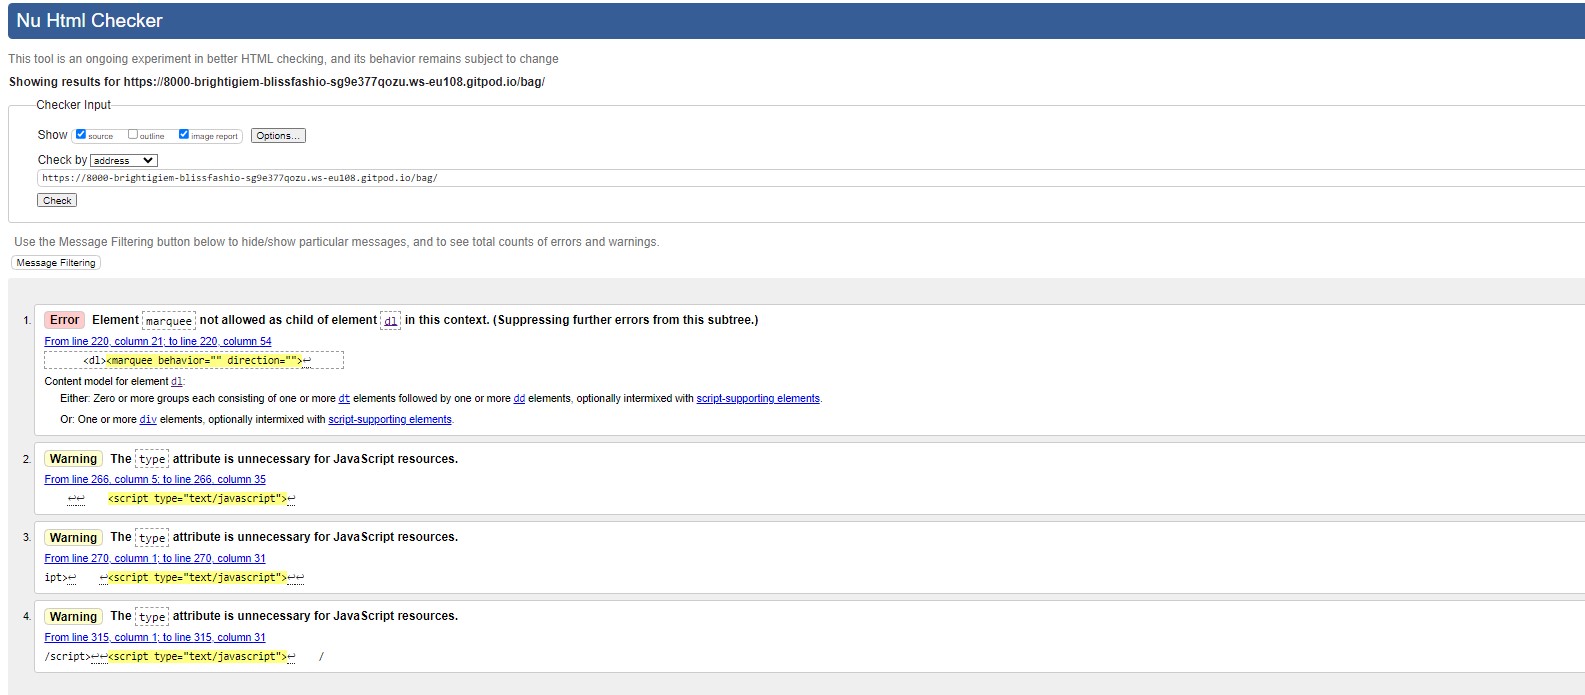 Nu Html Checker
This tool is an ongoing experiment in better HTML checking, and its behavior remains subject to change
Showing results for https://8000-brightigiem-blissfashio-sg9e377qozu.ws-eu108.gitpod.io/bag/
Checker Input
Show source outline image report Options...
Check by address
https://8000-brightigiem-blissfashio-sg9e377qozu.ws-eu108.gitpod.io/bag/
Check
Use the Message Filtering button below to hide/show particular messages, and to see total counts of errors and warnings.
Message Filtering
1. Error Element marquee not allowed as child of element dl in this context. (Suppressing further errors from this subtree.)
From line 220, column 21; to line 220, column 54
<dl><marquee behavior="" direction="">↩
Content model for element dl:
Either: Zero or more groups each consisting of one or more dt elements followed by one or more dd elements, optionally intermixed with script-supporting elements.
Or: One or more div elements, optionally intermixed with script-supporting elements.
2. Warning The type attribute is unnecessary for JavaScript resources.
From line 266, column 5; to line 266, column 35
↩↩ <script type="text/javascript">↩
3. Warning The type attribute is unnecessary for JavaScript resources.
From line 270, column 1; to line 270, column 31
ipt>↩ ↩<script type="text/javascript">↩↩
4. Warning The type attribute is unnecessary for JavaScript resources.
From line 315, column 1; to line 315, column 31
/script>↩↩<script type="text/javascript">↩ /